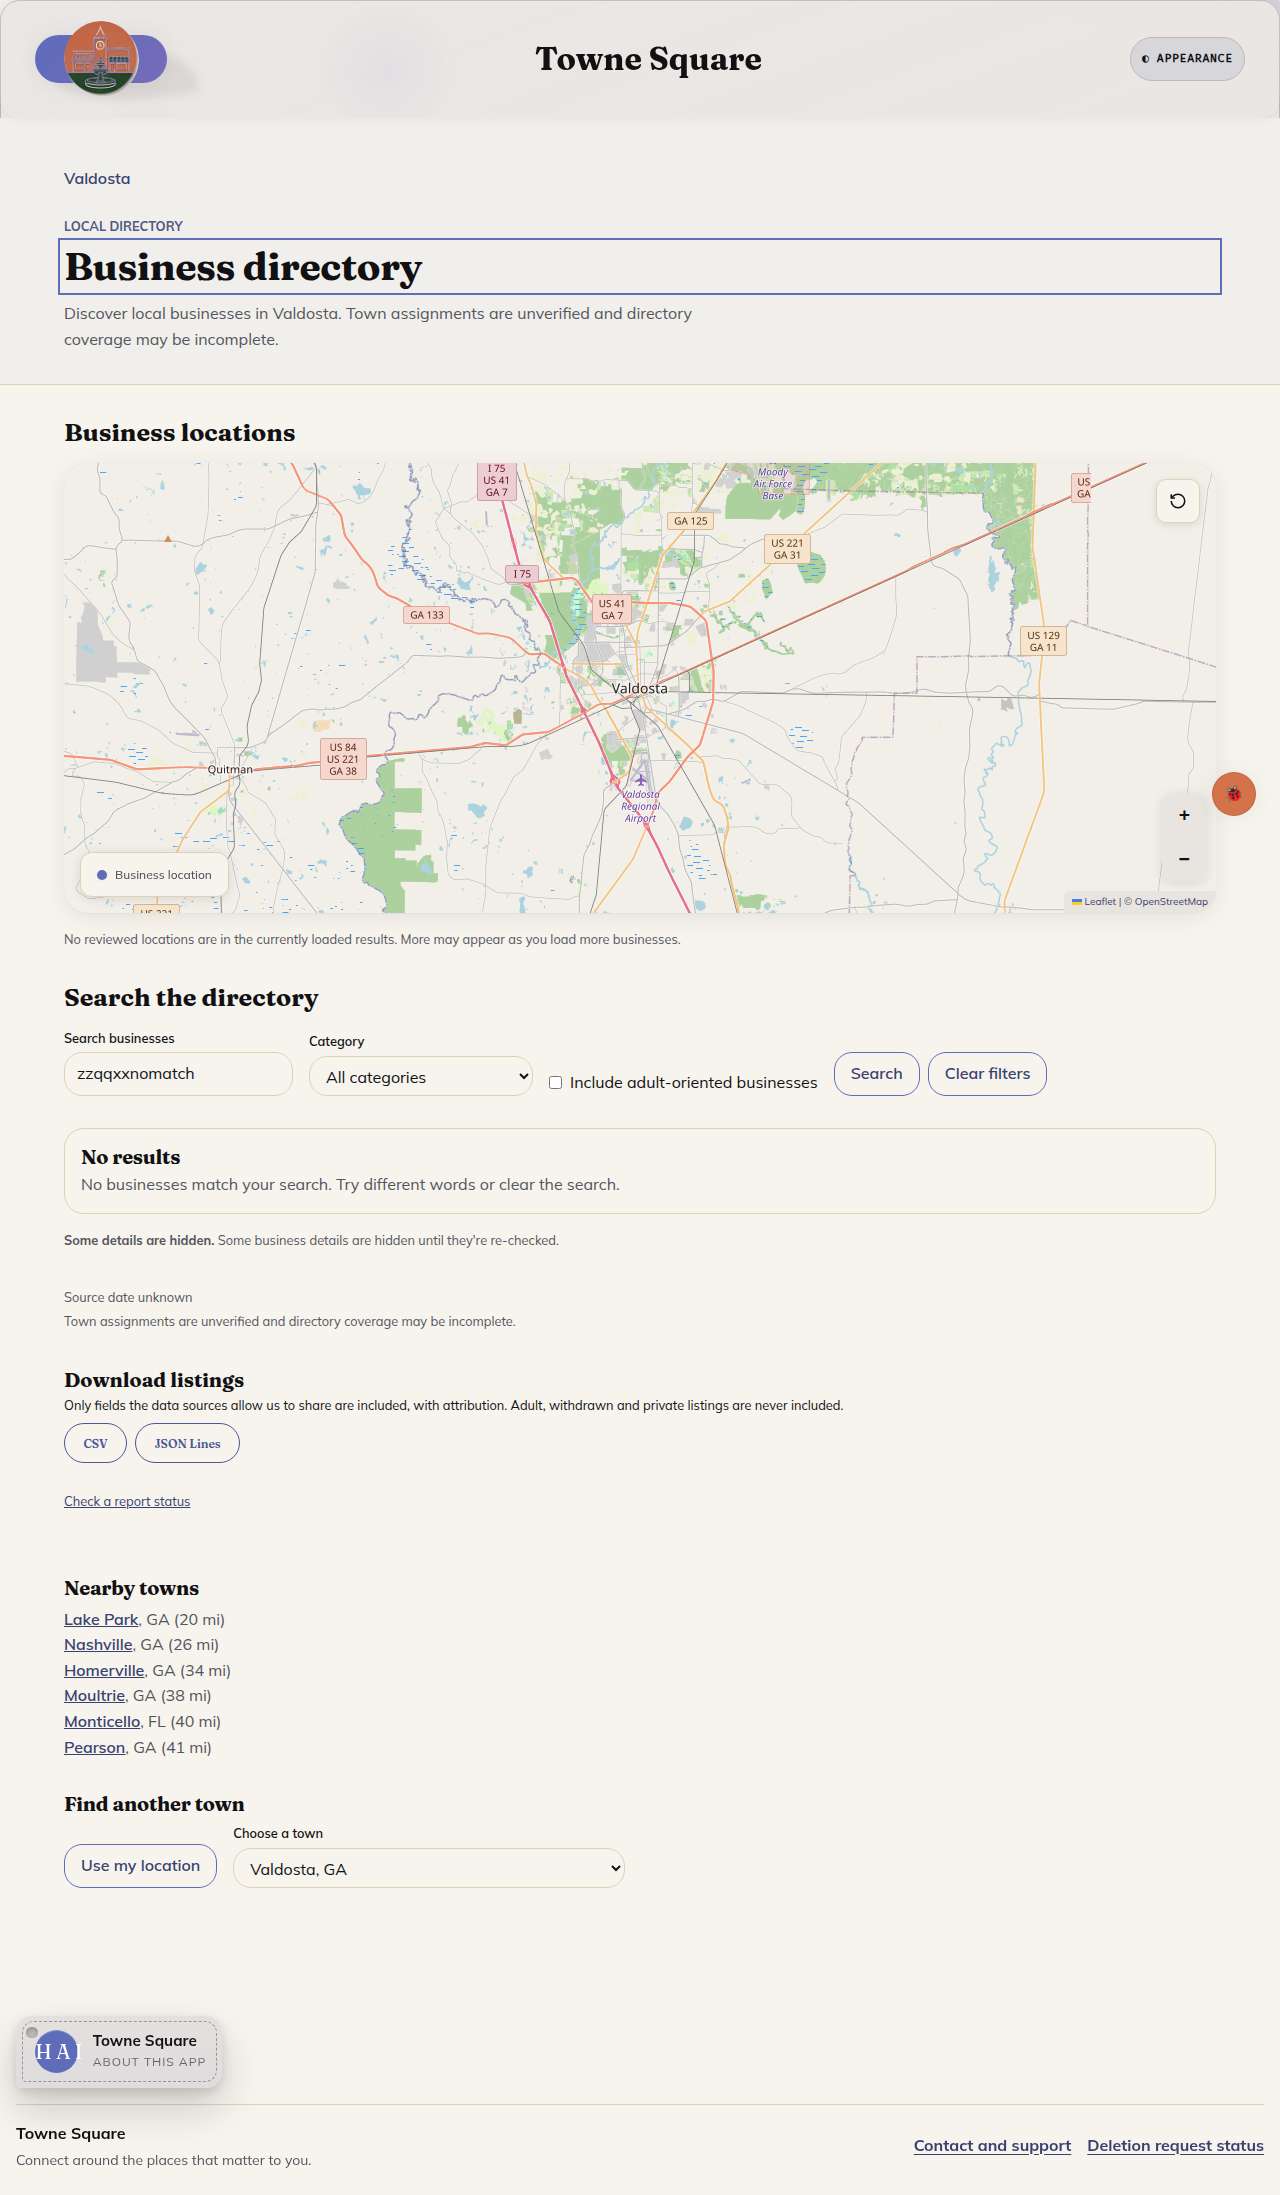 Towne Square
◐ APPEARANCE
Valdosta
LOCAL DIRECTORY
Business directory
Discover local businesses in Valdosta. Town assignments are unverified and directory
coverage may be incomplete.
Business locations
I 75
US 41
GA 7
Moody
Air Force
Base
US
GA
GA 125
US 221
GA 31
I 75
US 41
GA 7
GA 133
US 129
GA 11
Valdosta
US 84
US 221
GA 38
Quitman
Valdosta
Regional
Airport
+
−
Business location
US 221
Leaflet | © OpenStreetMap
No reviewed locations are in the currently loaded results. More may appear as you load more businesses.
Search the directory
Search businesses
Category
zzqqxxnomatch
All categories
Include adult-oriented businesses
Search
Clear filters
No results
No businesses match your search. Try different words or clear the search.
Some details are hidden. Some business details are hidden until they're re-checked.
Source date unknown
Town assignments are unverified and directory coverage may be incomplete.
Download listings
Only fields the data sources allow us to share are included, with attribution. Adult, withdrawn and private listings are never included.
CSV
JSON Lines
Check a report status
Nearby towns
Lake Park, GA (20 mi)
Nashville, GA (26 mi)
Homerville, GA (34 mi)
Moultrie, GA (38 mi)
Monticello, FL (40 mi)
Pearson, GA (41 mi)
Find another town
Choose a town
Use my location
Valdosta, GA
HAI
Towne Square
ABOUT THIS APP
Towne Square
Connect around the places that matter to you.
Contact and support
Deletion request status